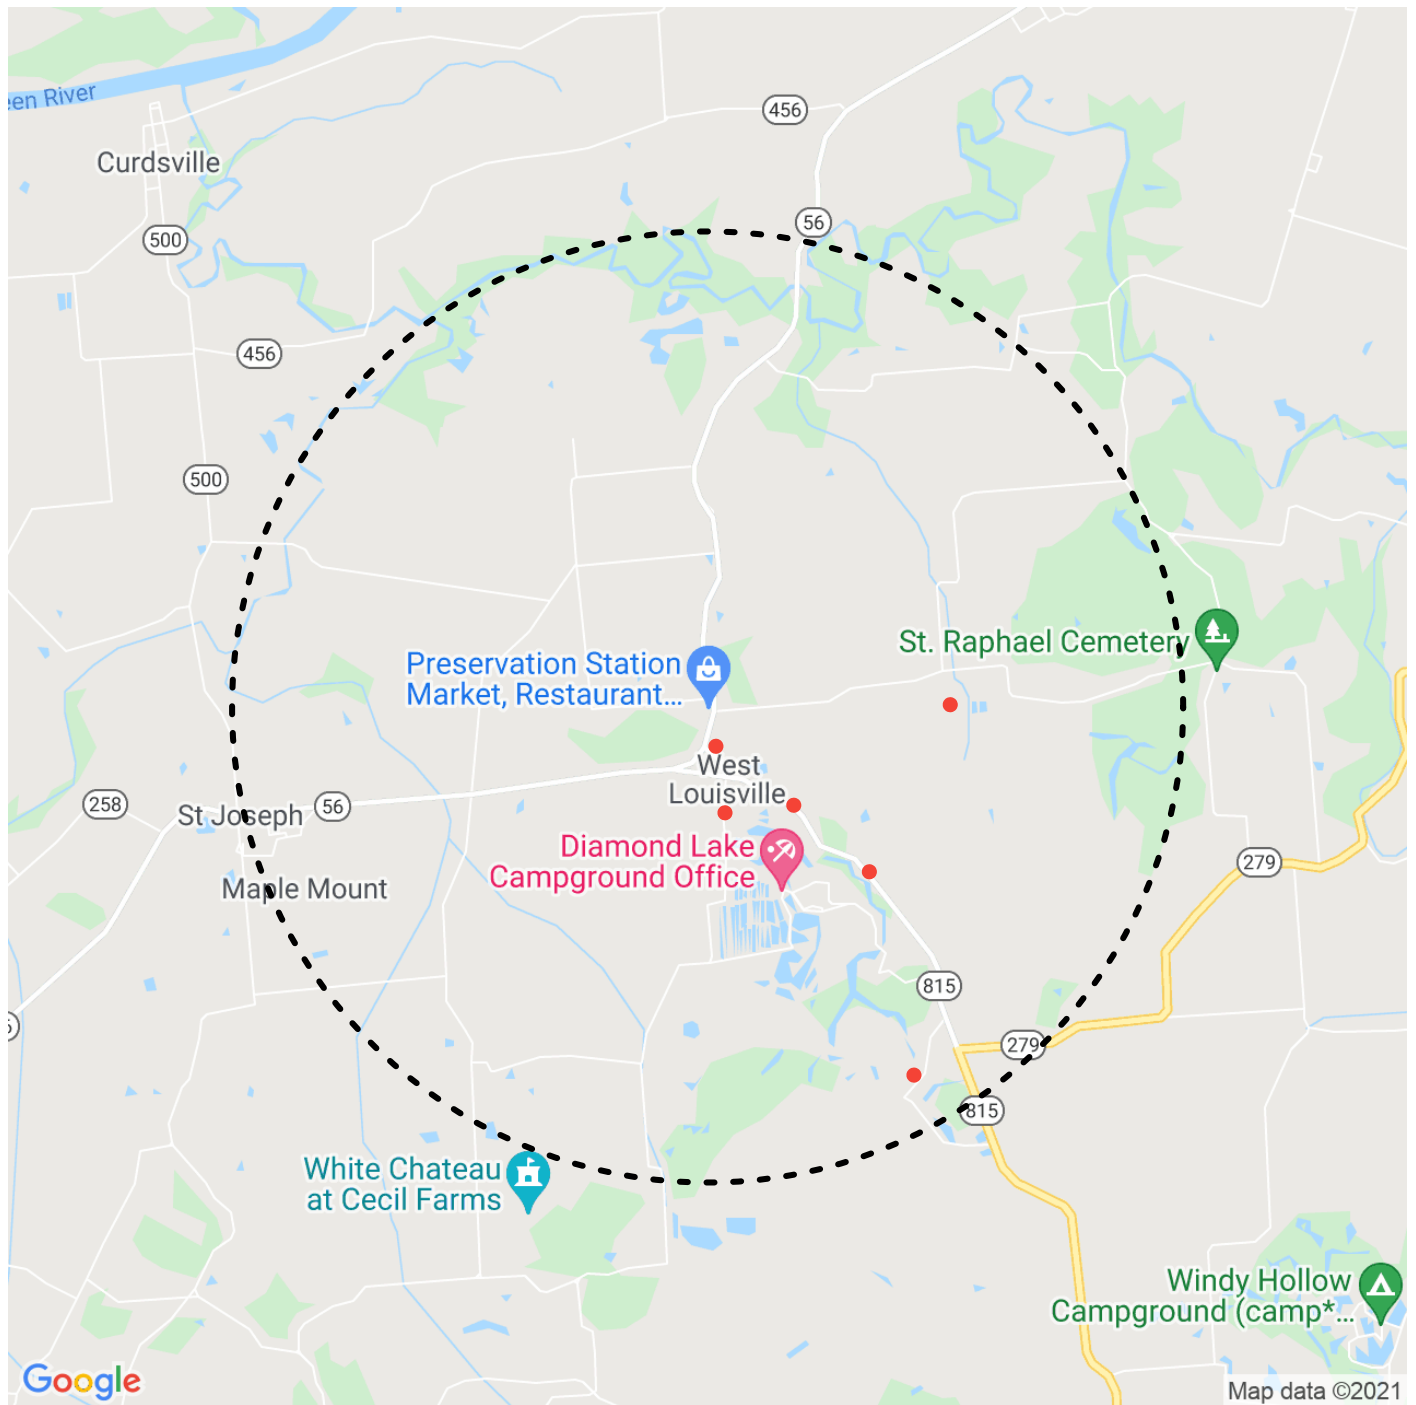 een River
456
Curdsville
56
500
456
500
St. Raphael Cemetery
Preservation Station
Market, Restaurant...
West
Louisville
258
56
St Joseph
Diamond Lake
Campground Office
279
Maple Mount
815
279
815
White Chateau
at Cecil Farms
Windy Hollow
Campground (camp*...
Google
Map data ©2021